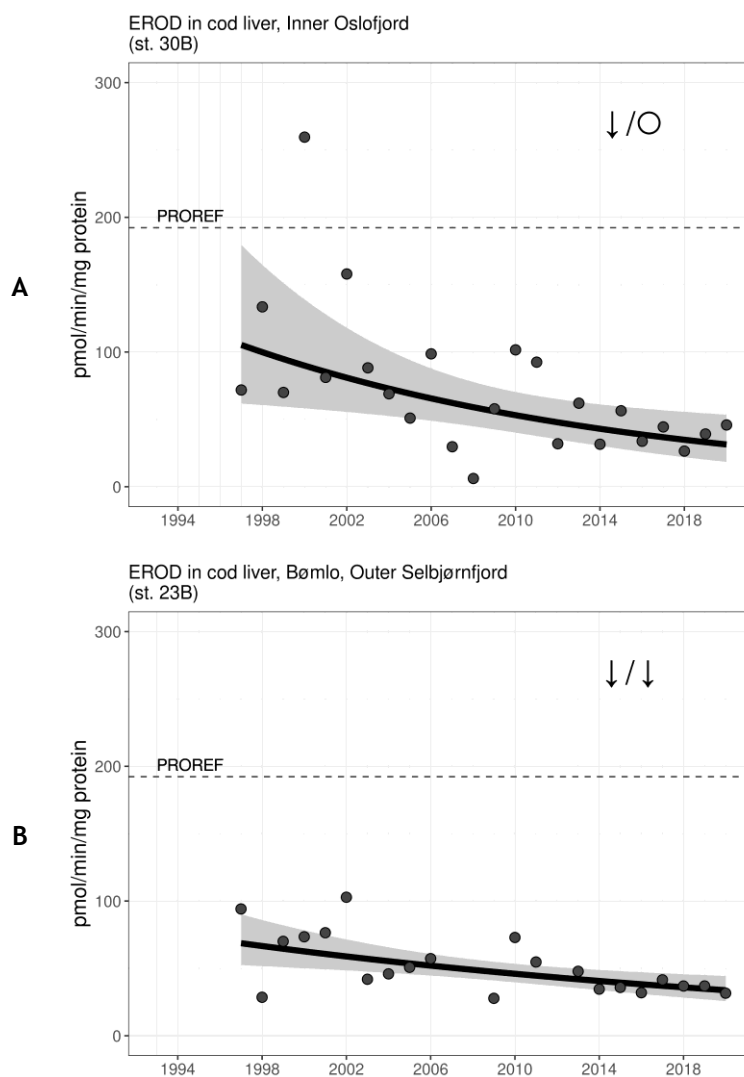 EROD in cod liver, Inner Oslofjord
(st. 30B)
300
↓/○
PROREF
200
A
pmol/min/mg protein
100
0
1994 1998 2002 2006 2010 2014 2018
EROD in cod liver, Bømlo, Outer Selbjørnfjord
(st. 23B)
300
↓/↓
PROREF
200
B
pmol/min/mg protein
100
0
1994 1998 2002 2006 2010 2014 2018